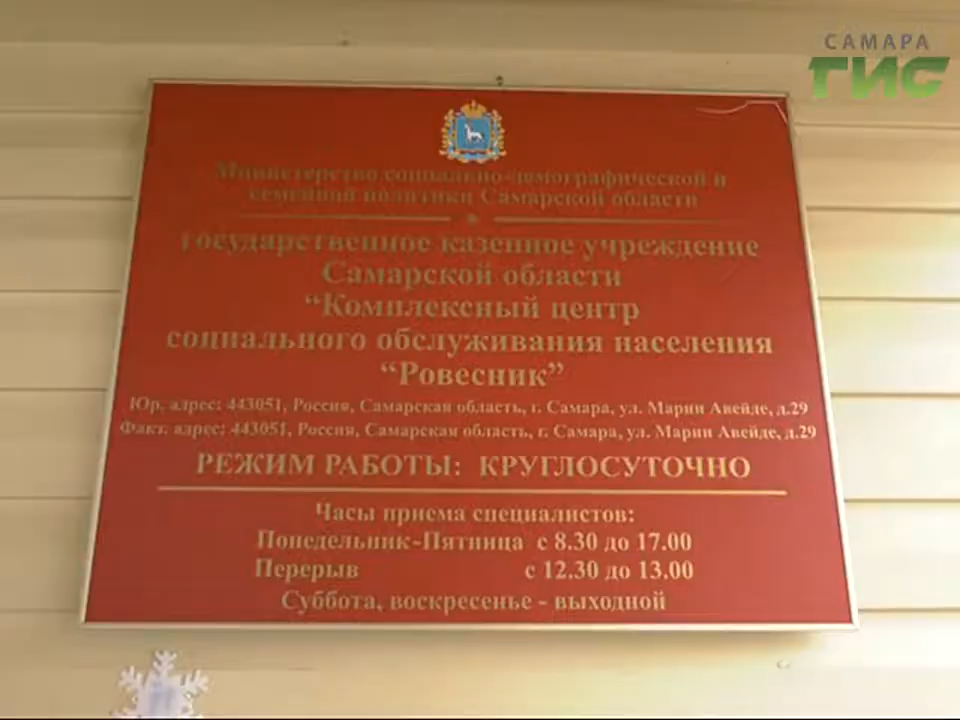 САМАРА
ГИС
Министерство социально-демографической и
семейной политики Самарской области
государственное казенное учреждение
Самарской области
“Комплексный центр
социального обслуживания населения
“Ровесник”
Юр. адрес: 443051, Россия, Самарская область, г. Самара, ул. Марии Авейде, д.29
Факт. адрес: 443051, Россия, Самарская область, г. Самара, ул. Марии Авейде, д.29
РЕЖИМ РАБОТЫ: КРУГЛОСУТОЧНО
Часы приема специалистов:
Понедельник-Пятница с 8.30 до 17.00
Перерыв с 12.30 до 13.00
Суббота, воскресенье - выходной